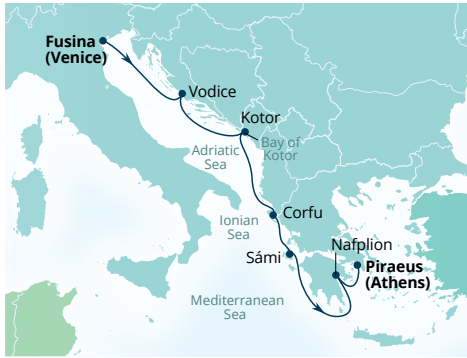 Fusina
(Venice)
Vodice
Kotor
Bay of
Kotor
Adriatic
Sea
Corfu
Ionian
Sea
Nafplion
Sámi
Piraeus
(Athens)
Mediterranean
Sea